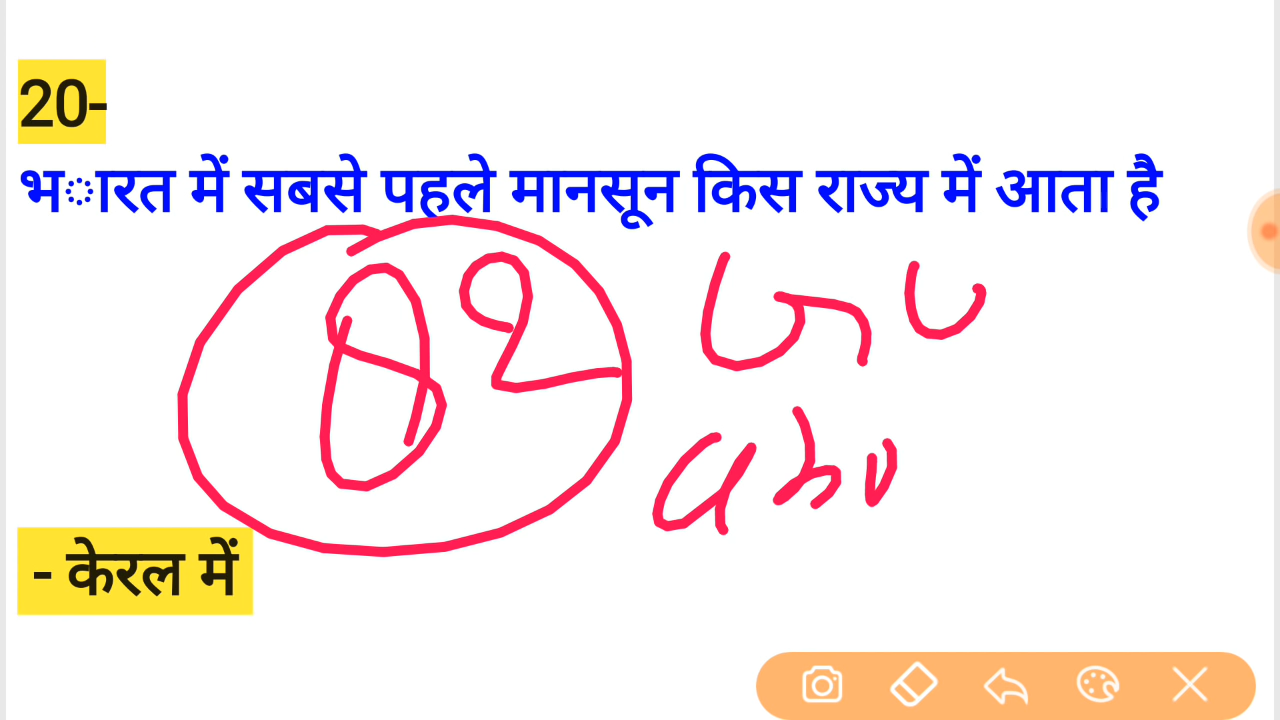 20-
भारत में सबसे पहले मानसून किस राज्य में आता है
- केरल में